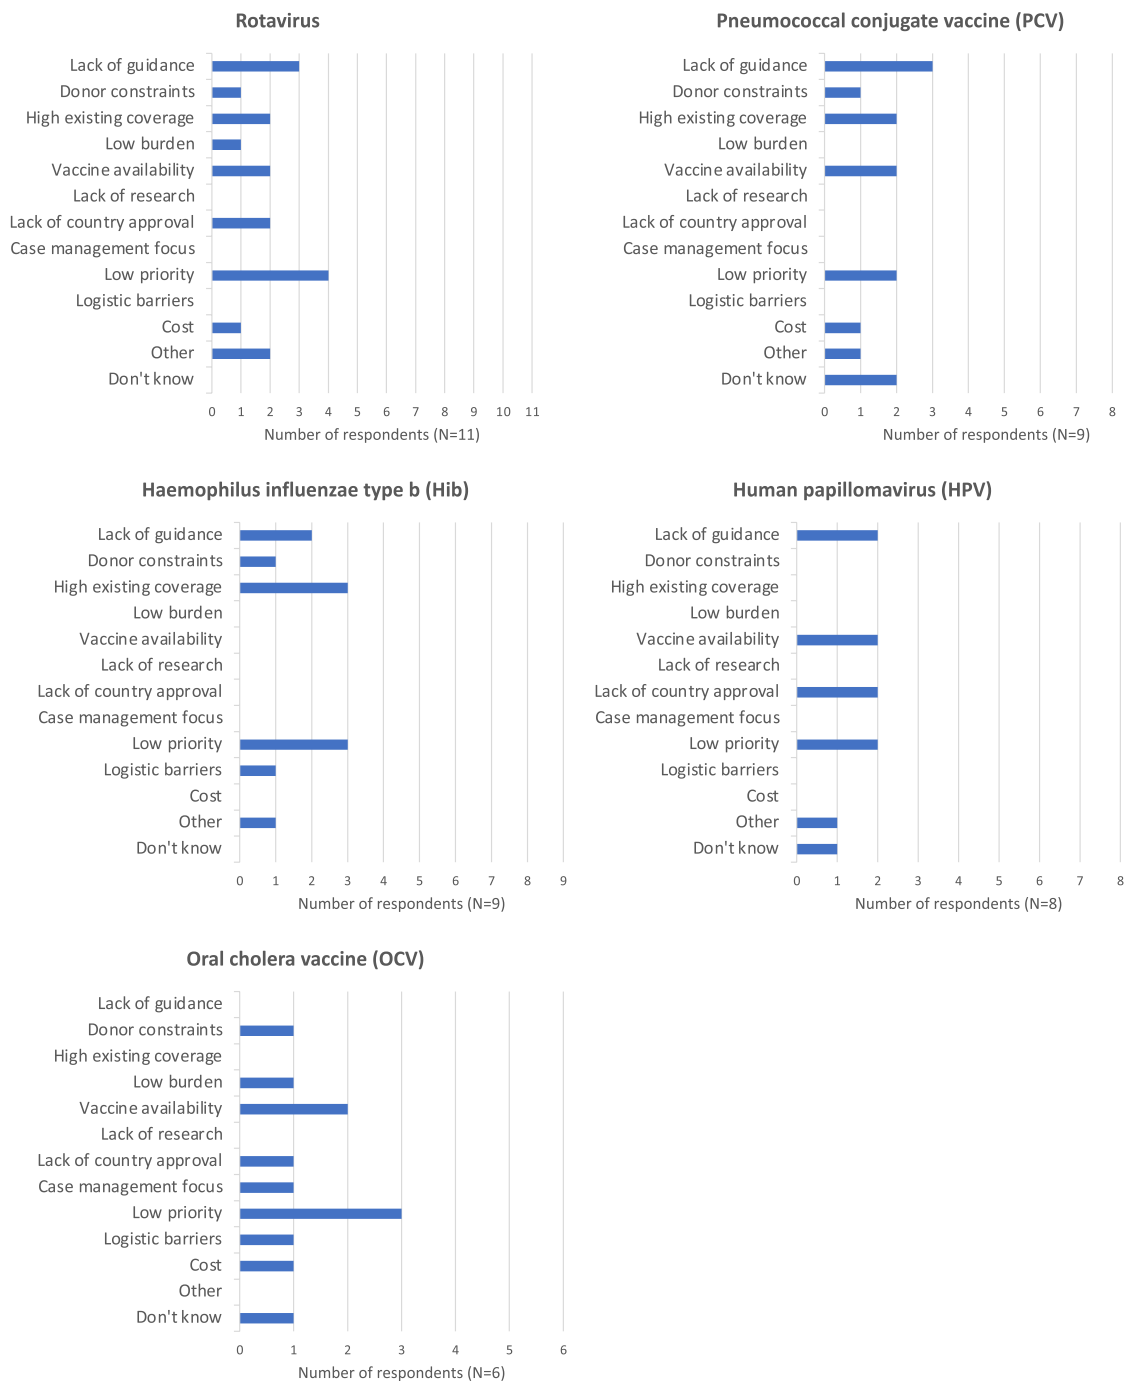 Rotavirus
Lack of guidance
Donor constraints
High existing coverage
Low burden
Vaccine availability
Lack of research
Lack of country approval
Case management focus
Low priority
Logistic barriers
Cost
Other
Don't know
0 1 2 3 4 5 6 7 8 9 10 11
Number of respondents (N=11)
Pneumococcal conjugate vaccine (PCV)
Lack of guidance
Donor constraints
High existing coverage
Low burden
Vaccine availability
Lack of research
Lack of country approval
Case management focus
Low priority
Logistic barriers
Cost
Other
Don't know
0 1 2 3 4 5 6 7 8
Number of respondents (N=9)
Haemophilus influenzae type b (Hib)
Lack of guidance
Donor constraints
High existing coverage
Low burden
Vaccine availability
Lack of research
Lack of country approval
Case management focus
Low priority
Logistic barriers
Cost
Other
Don't know
0 1 2 3 4 5 6 7 8 9
Number of respondents (N=9)
Human papillomavirus (HPV)
Lack of guidance
Donor constraints
High existing coverage
Low burden
Vaccine availability
Lack of research
Lack of country approval
Case management focus
Low priority
Logistic barriers
Cost
Other
Don't know
0 1 2 3 4 5 6 7 8
Number of respondents (N=8)
Oral cholera vaccine (OCV)
Lack of guidance
Donor constraints
High existing coverage
Low burden
Vaccine availability
Lack of research
Lack of country approval
Case management focus
Low priority
Logistic barriers
Cost
Other
Don't know
0 1 2 3 4 5 6
Number of respondents (N=6)